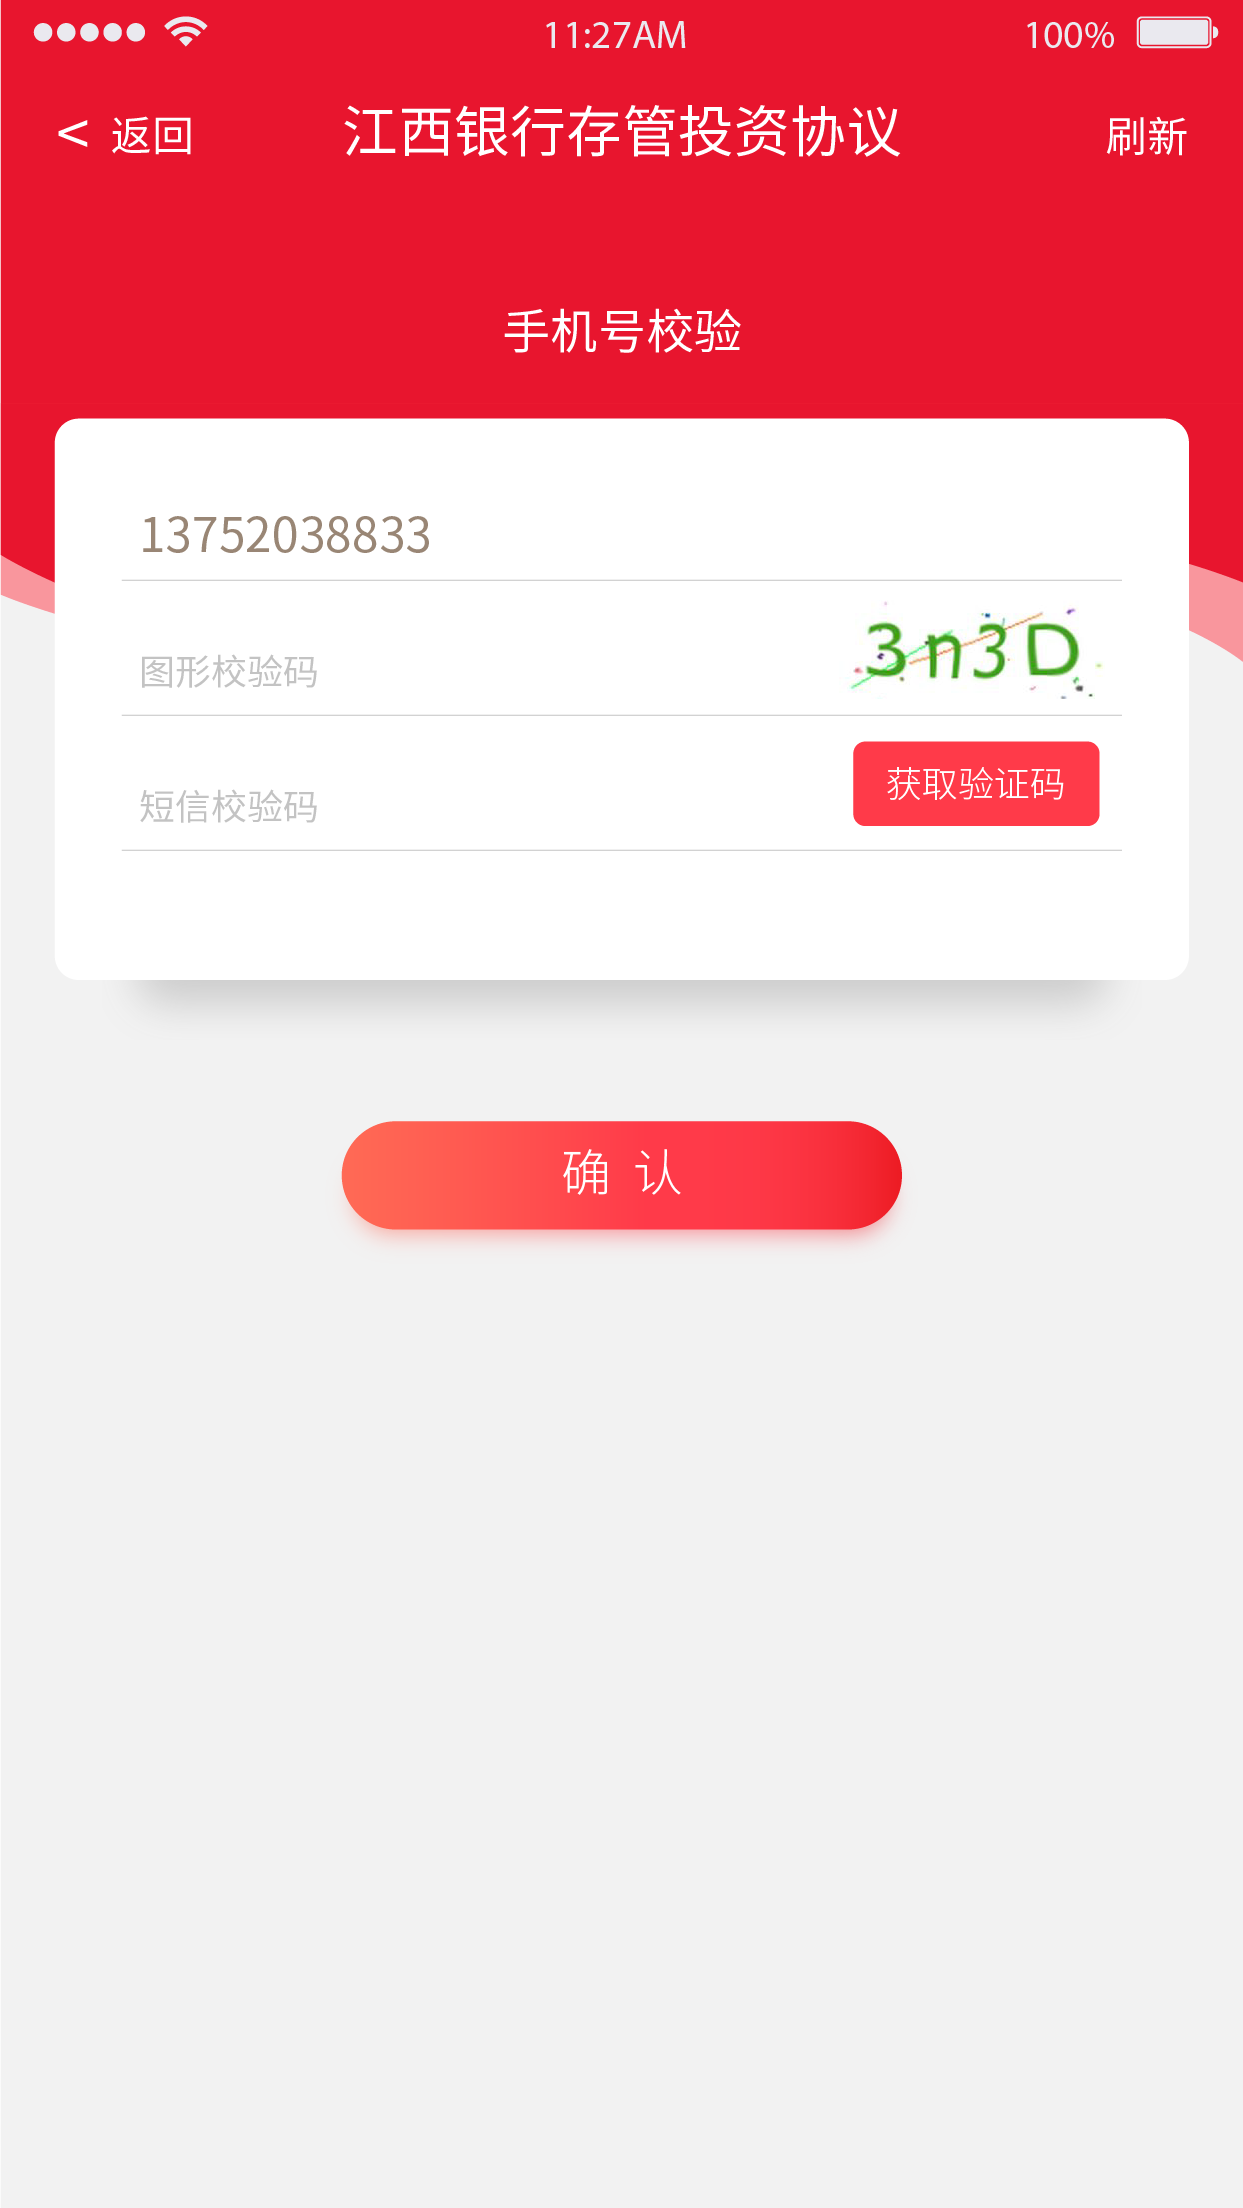 11:27AM 100%
< 返回 江西银行存管投资协议 刷新
手机号校验
13752038833
图形校验码 3n3D
短信校验码 获取验证码
确 认